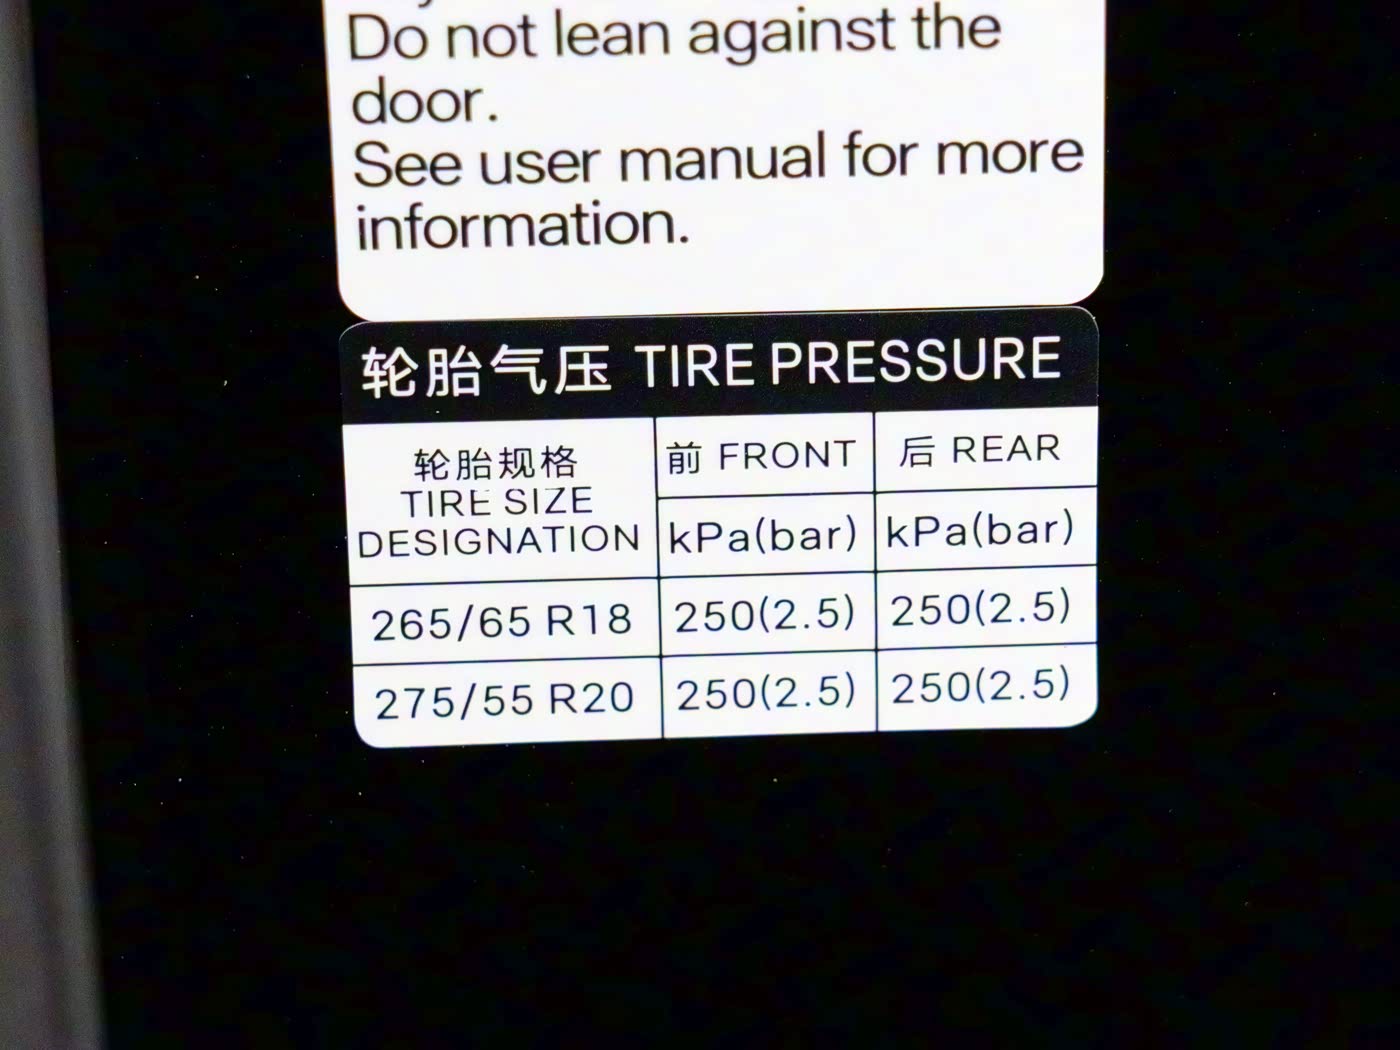 Do not lean against the
door.
See user manual for more
information.
轮胎气压 TIRE PRESSURE
轮胎规格
TIRE SIZE
DESIGNATION
前 FRONT
后 REAR
kPa(bar)
kPa(bar)
265/65 R18
250(2.5)
250(2.5)
275/55 R20
250(2.5)
250(2.5)